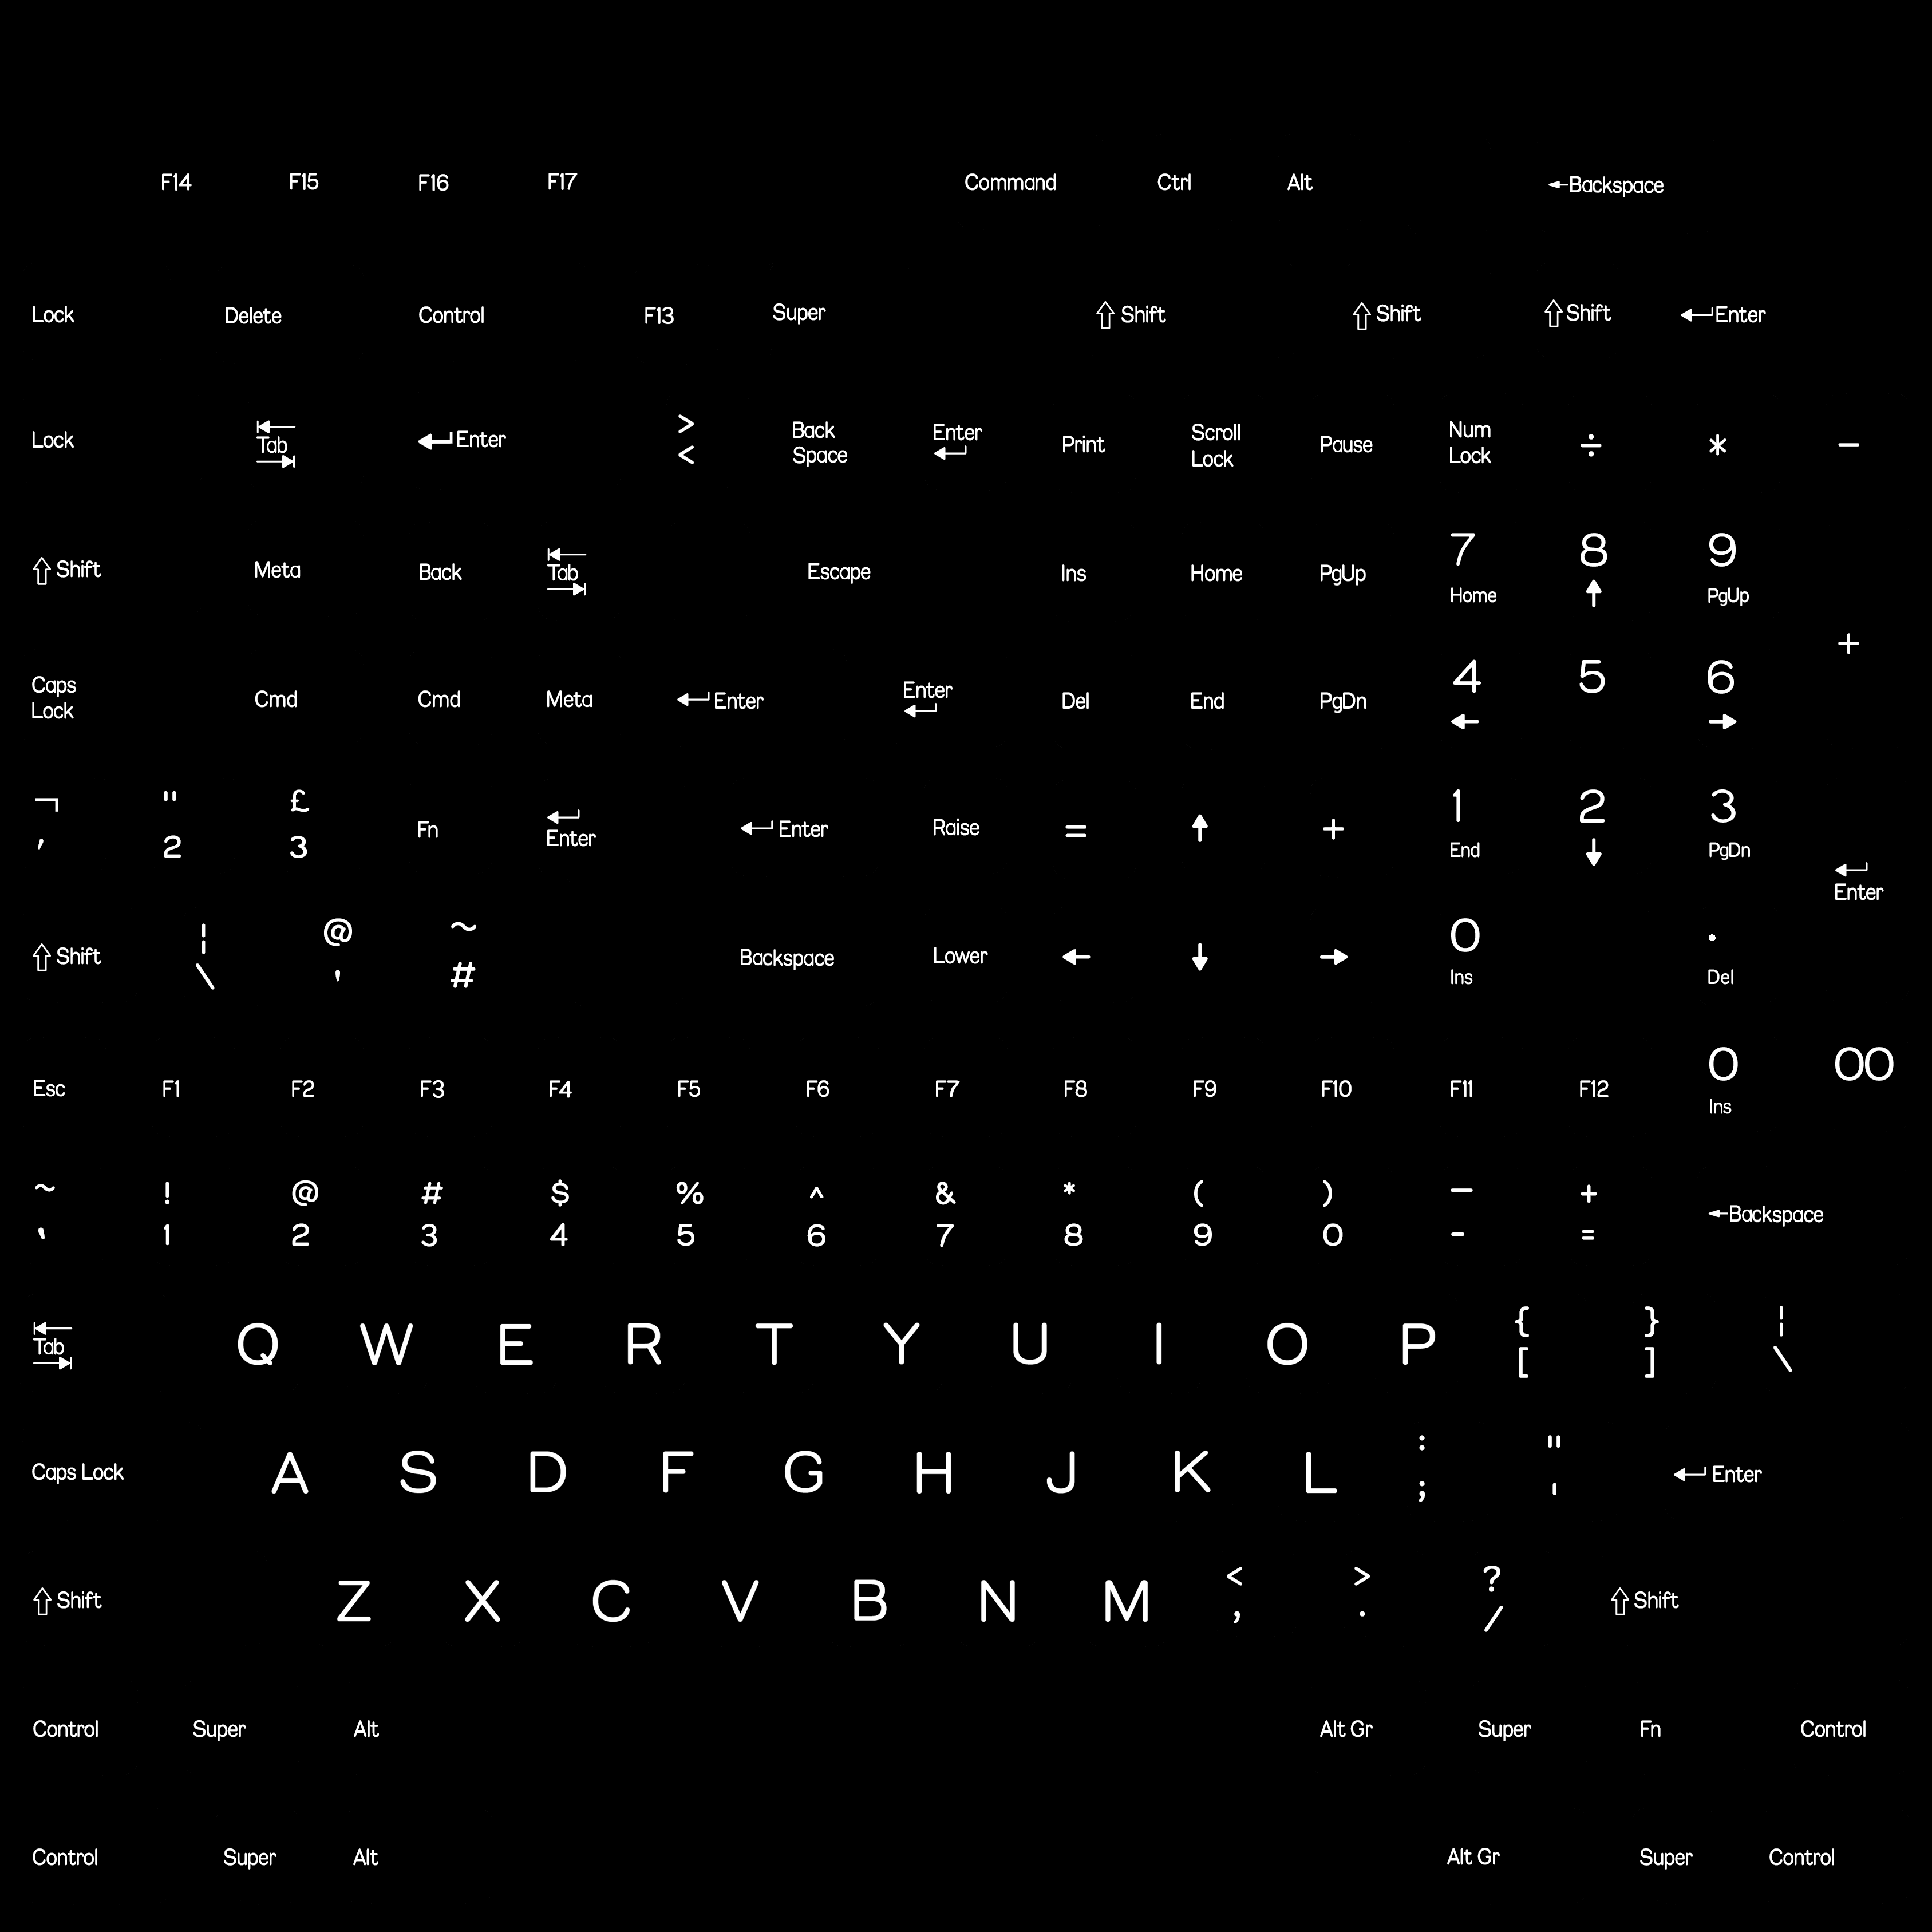 F14 F15 F16 F17 Command Ctrl Alt ←Backspace
Lock Delete Control F13 Super ⇧ Shift ⇧ Shift ⇧ Shift ↵ Enter
Lock Tab ↵ Enter > Back Enter Print Scroll Pause Num ÷ * −
< Space ↵ Lock Lock
⇧ Shift Meta Back Tab Escape Ins Home PgUp 7 8 9
Home ↑ PgUp
+
Caps Cmd Cmd Meta ↵ Enter Enter Del End PgDn 4 5 6
Lock ↵ ← →
¬ " £ Fn ↵ ↵ Enter Raise = ↑ + 1 2 3
' 2 3 Enter End ↓ PgDn
↵
Enter
⇧ Shift ¦ @ ~ Backspace Lower ← ↓ → 0 .
\ ' # Ins Del
Esc F1 F2 F3 F4 F5 F6 F7 F8 F9 F10 F11 F12 0 00
Ins
~ ! @ # $ % ^ & * ( ) — + ←Backspace
` 1 2 3 4 5 6 7 8 9 0 - =
Tab Q W E R T Y U I O P { } ¦
[ ] \
Caps Lock A S D F G H J K L : " ↵ Enter
; '
⇧ Shift Z X C V B N M < > ? ⇧ Shift
, . /
Control Super Alt Alt Gr Super Fn Control
Control Super Alt Alt Gr Super Control